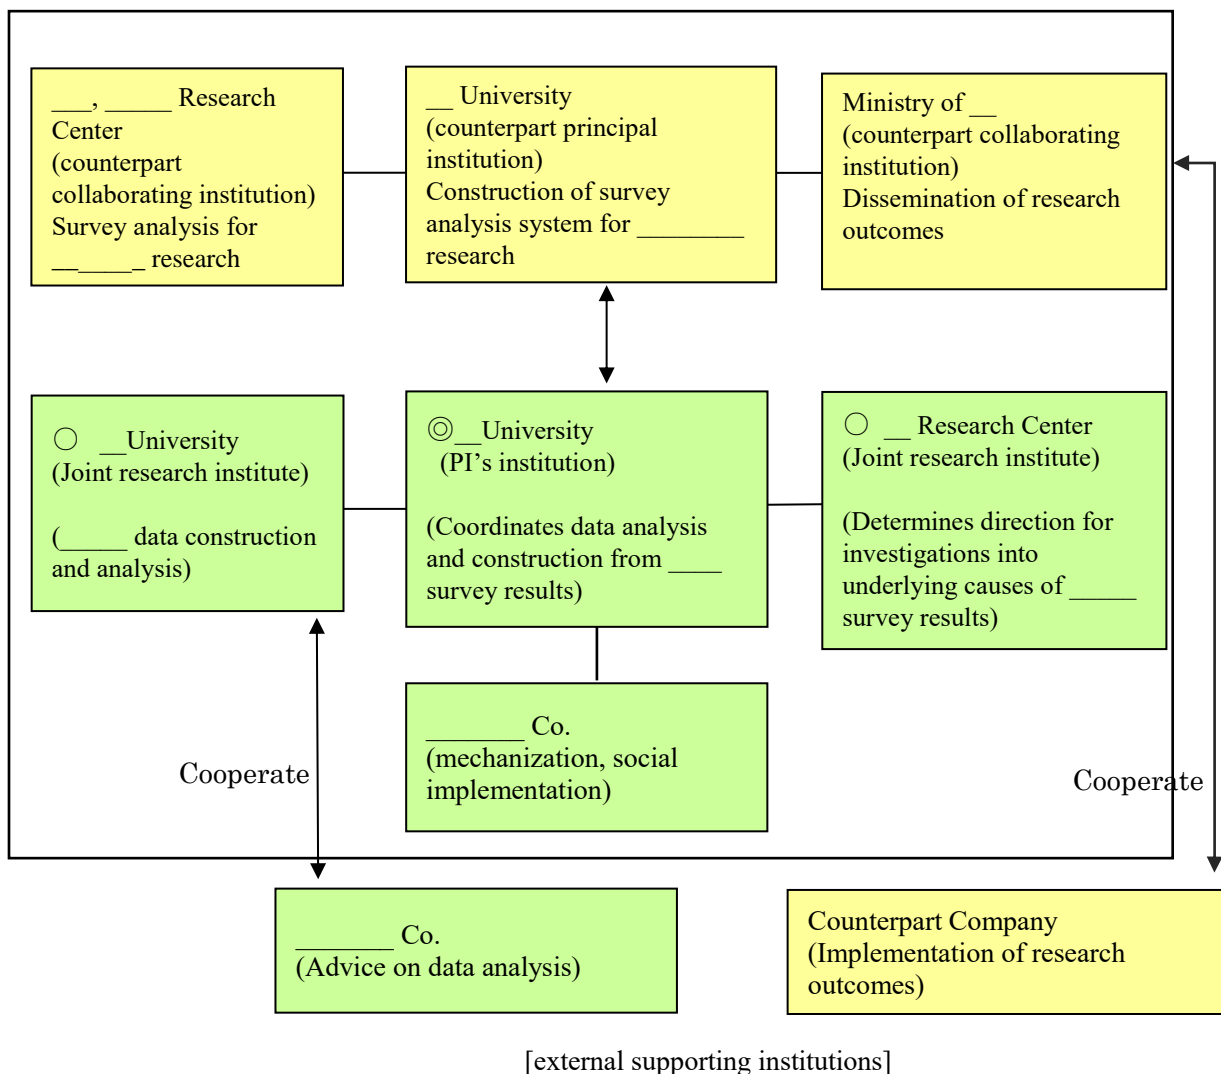 ___, _____ Research
Center
(counterpart
collaborating institution)
Survey analysis for
_______ research
__ University
(counterpart principal
institution)
Construction of survey
analysis system for ________
research
Ministry of __
(counterpart collaborating
institution)
Dissemination of research
outcomes
○ __University
(Joint research institute)
(_____ data construction
and analysis)
◎__University
(PI’s institution)
(Coordinates data analysis
and construction from ____
survey results)
○ __ Research Center
(Joint research institute)
(Determines direction for
investigations into
underlying causes of _____
survey results)
_______ Co.
(mechanization, social
implementation)
Cooperate
Cooperate
_______ Co.
(Advice on data analysis)
Counterpart Company
(Implementation of research
outcomes)
[external supporting institutions]